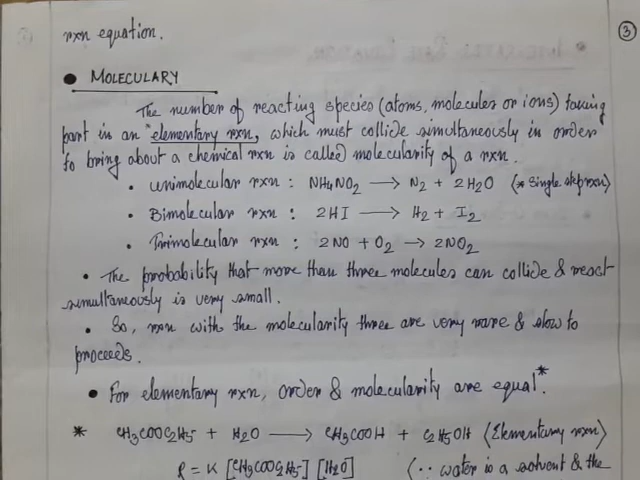 ③
rxn equation.
• MOLECULARY
The number of reacting species (atoms, molecules or ions) taking
part in an "elementary rxn, which must collide simultaneously in order
to bring about a chemical rxn is called molecularity of a rxn.
• Unimolecular rxn : NH4NO2 → N2 + 2H2O (* Single step rxn)
• Bimolecular rxn : 2HI → H2 + I2
• Trimolecular rxn : 2NO + O2 → 2NO2
• The probability that more than three molecules can collide & react
simultaneously is very small.
• So, rxn with the molecularity three are very rare & slow to
proceeds.
• For elementary rxn, order & molecularity are equal.*
* CH3COOC2H5 + H2O → CH3COOH + C2H5OH (Elementary rxn)
R = K [CH3COOC2H5] [H2O] (∵ water is a solvent & the